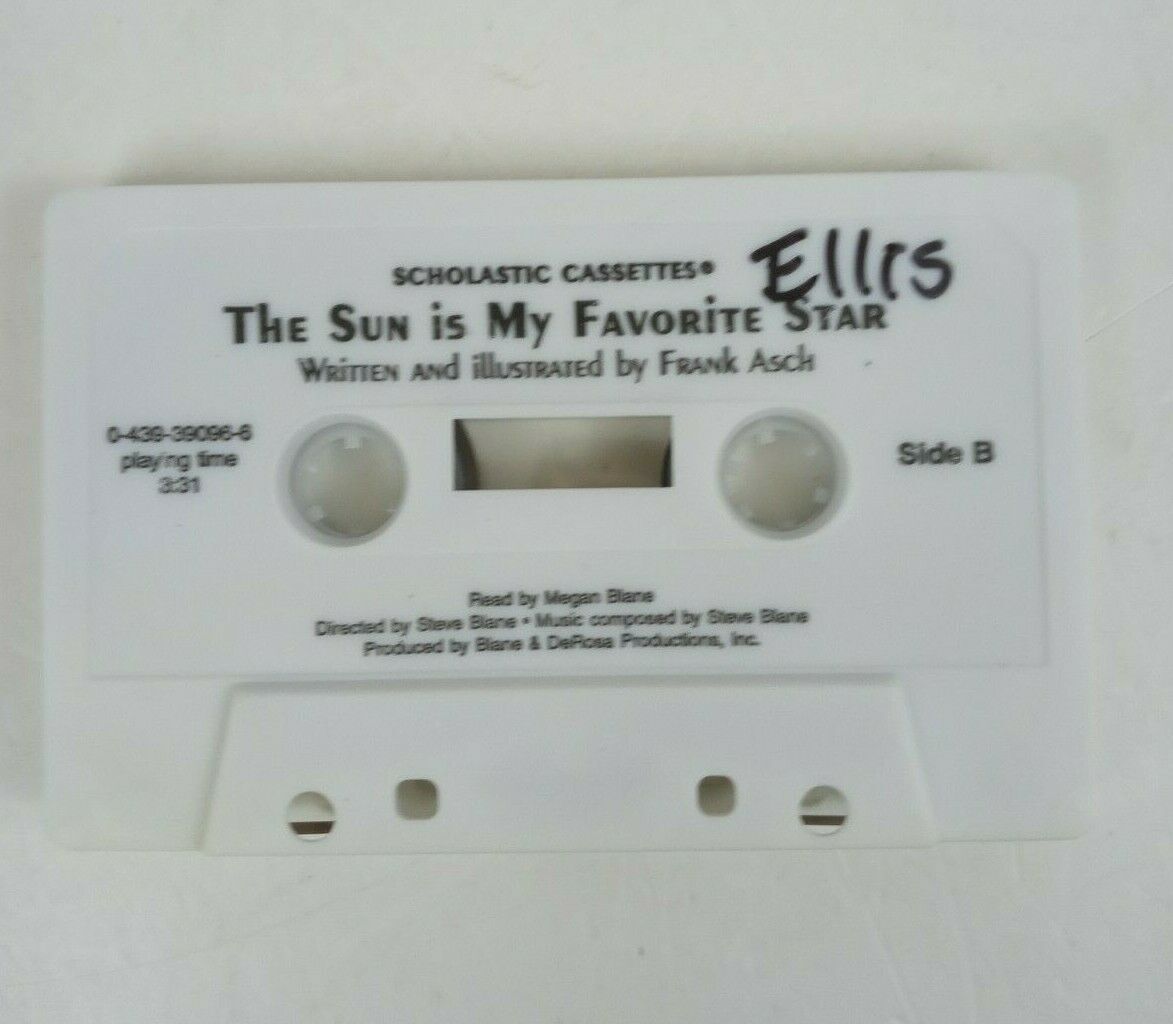 SCHOLASTIC CASSETTES®
Ellis
THE SUN iS MY FAVORiTE STAR
WRiTTEN ANd illUSTRATEd by FRANK ASCH
0-439-39096-6
playing time
3:31
Side B
Read by Megan Blane
Directed by Steve Blane • Music composed by Steve Blane
Produced by Blane & DeRosa Productions, Inc.